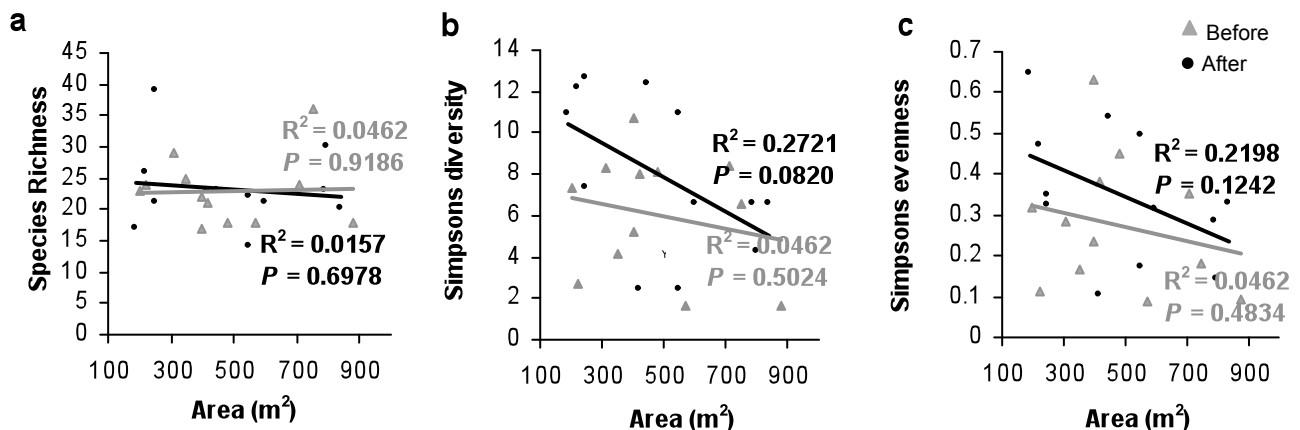 a
45
40
35
30
25
20
15
10
5
0
Species Richness
R² = 0.0462
P = 0.9186
R² = 0.0157
P = 0.6978
100 300 500 700 900
Area (m²)
b
14
12
10
8
6
4
2
0
Simpsons diversity
R² = 0.2721
P = 0.0820
R² = 0.0462
P = 0.5024
100 300 500 700 900
Area (m²)
c
Before
After
0.7
0.6
0.5
0.4
0.3
0.2
0.1
0
Simpsons evenness
R² = 0.2198
P = 0.1242
R² = 0.0462
P = 0.4834
100 300 500 700 900
Area (m²)